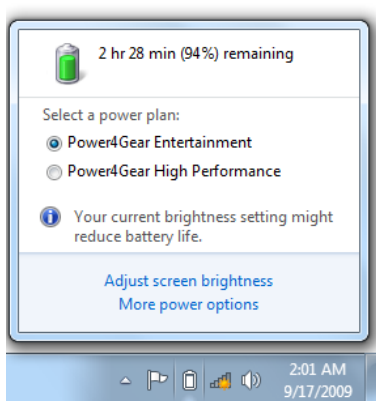 2 hr 28 min (94%) remaining
Select a power plan:
Power4Gear Entertainment
Power4Gear High Performance
Your current brightness setting might
reduce battery life.
Adjust screen brightness
More power options
2:01 AM
9/17/2009